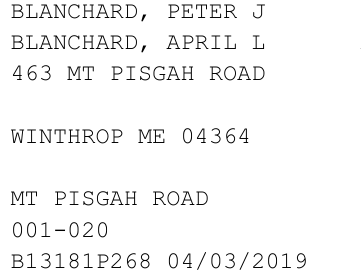 BLANCHARD, PETER J
BLANCHARD, APRIL L
463 MT PISGAH ROAD
WINTHROP ME 04364
MT PISGAH ROAD
001-020
B13181P268 04/03/2019